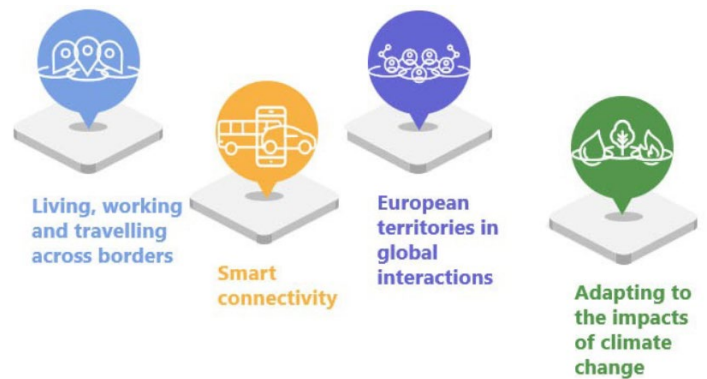 Living, working
and travelling
across borders
Smart
connectivity
European
territories in
global
interactions
Adapting to
the impacts
of climate
change